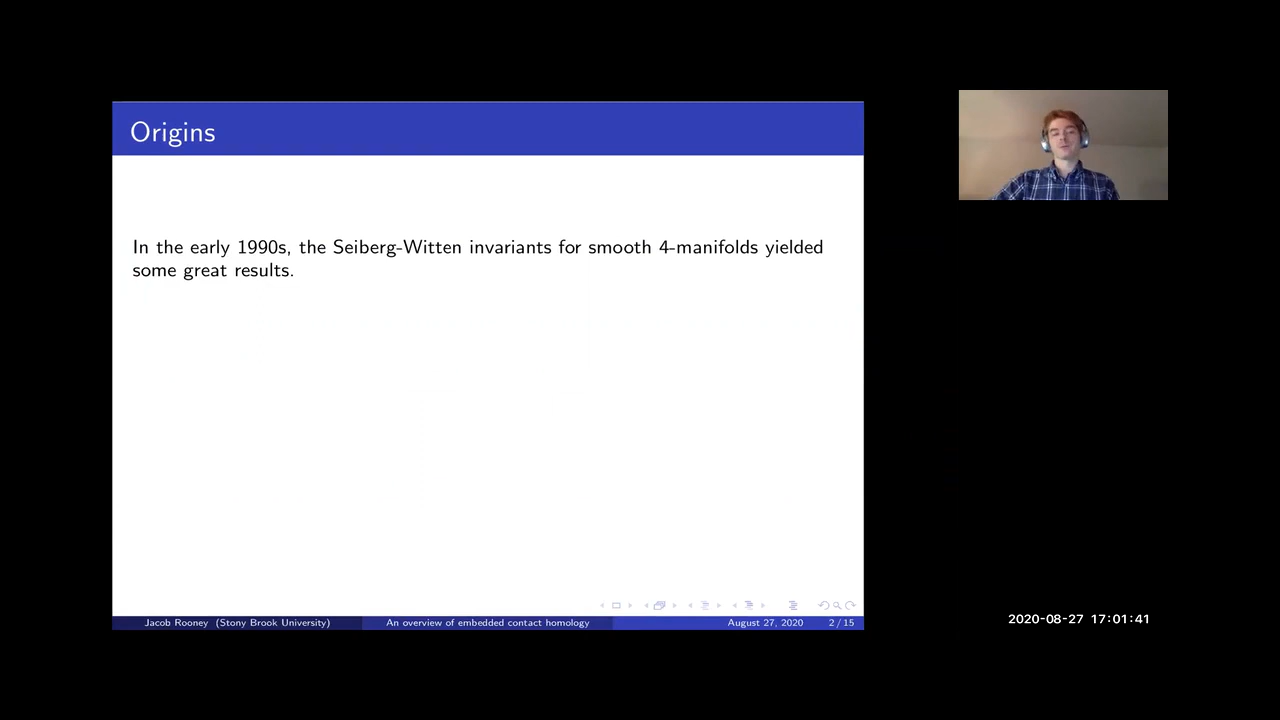 Origins
In the early 1990s, the Seiberg-Witten invariants for smooth 4-manifolds yielded
some great results.
Jacob Rooney (Stony Brook University) An overview of embedded contact homology August 27, 2020 2 / 15
2020-08-27 17:01:41